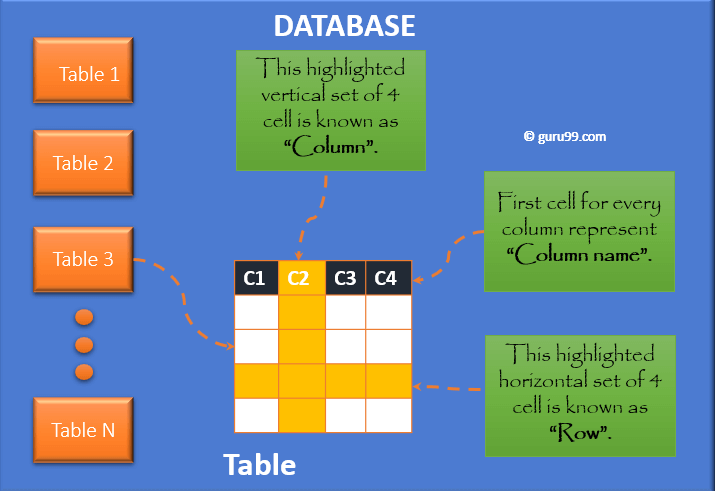 DATABASE
Table 1
Table 2
Table 3
Table N
This highlighted
vertical set of 4
cell is known as
“Column”.
© guru99.com
First cell for every
column represent
“Column name”.
C1 C2 C3 C4
This highlighted
horizontal set of 4
cell is known as
“Row”.
Table